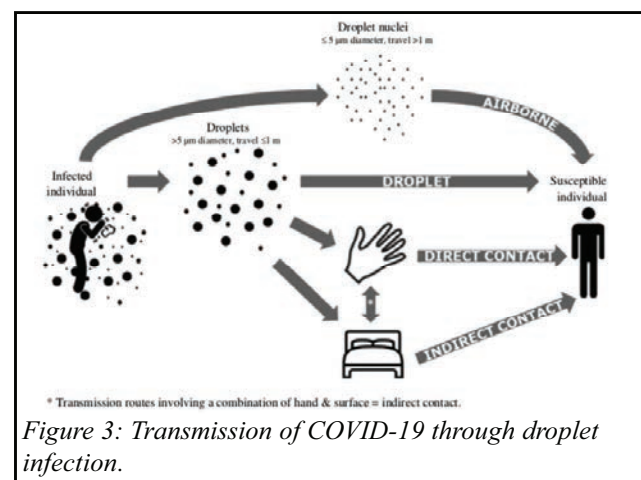 Droplet nuclei
≤ 5 μm diameter, travel >1 m
AIRBORNE
Droplets
>5 μm diameter, travel ≤1 m
Infected
individual
DROPLET
Susceptible
individual
DIRECT CONTACT
*
INDIRECT CONTACT
* Transmission routes involving a combination of hand & surface = indirect contact.
Figure 3: Transmission of COVID-19 through droplet
infection.